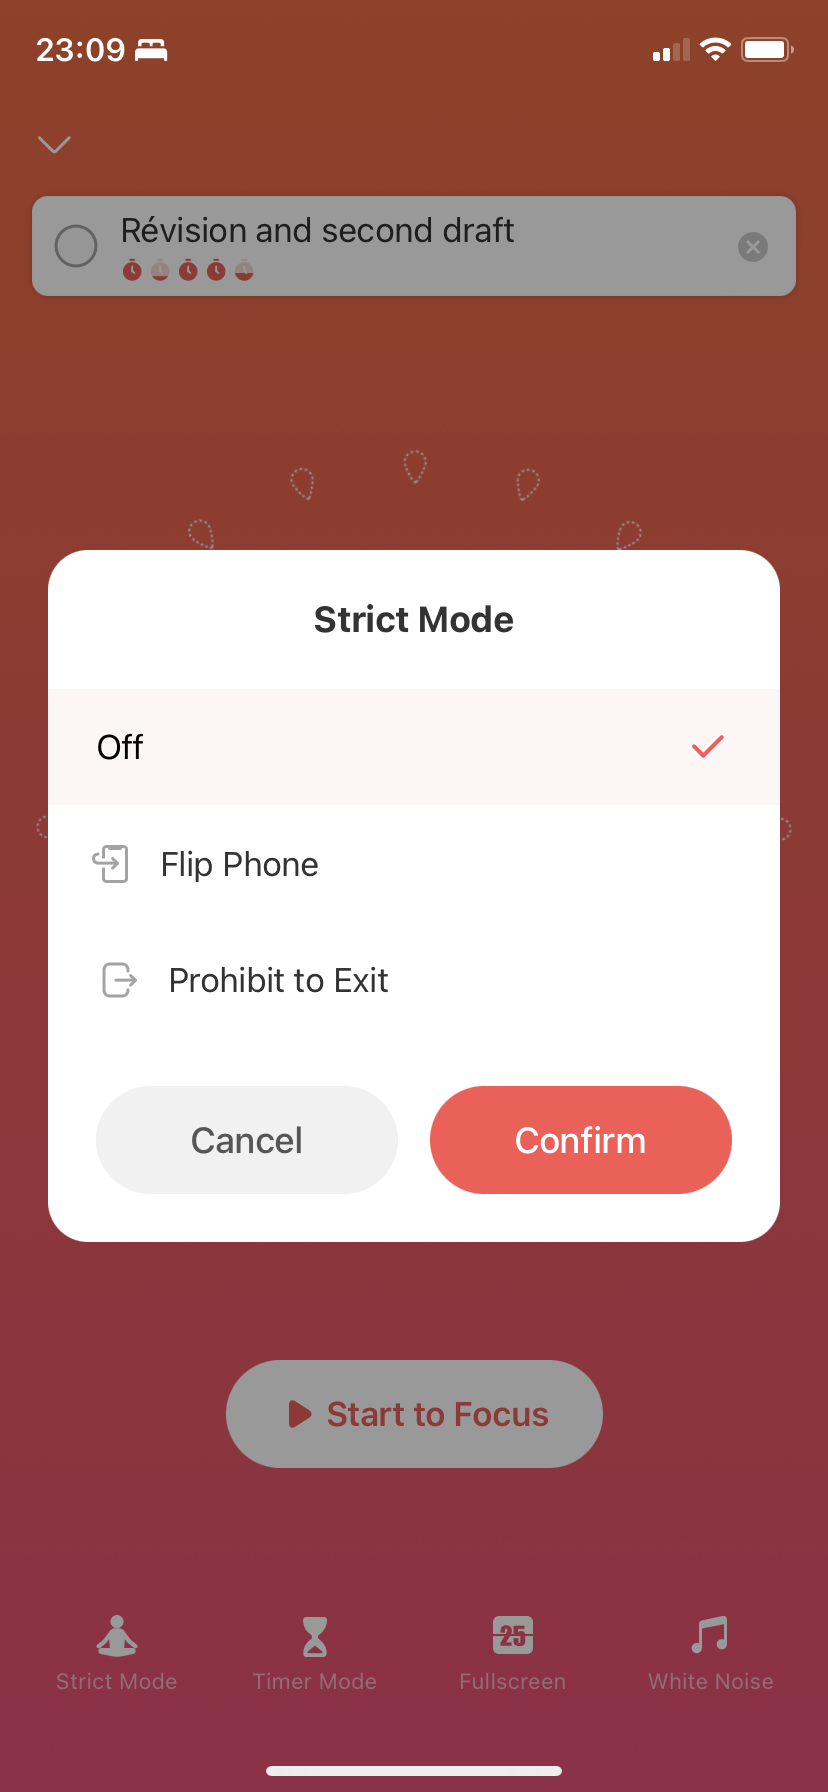 23:09
Révision and second draft
Strict Mode
Off
Flip Phone
Prohibit to Exit
Cancel
Confirm
Start to Focus
25
Strict Mode
Timer Mode
Fullscreen
White Noise